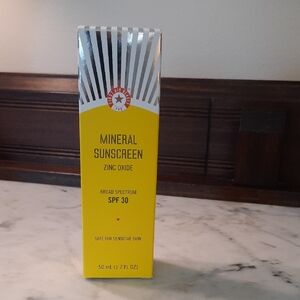 MINERAL
SUNSCREEN
ZINC OXIDE
BROAD SPECTRUM
SPF 30
SAFE FOR SENSITIVE SKIN
50 mL (1.7 FL OZ)